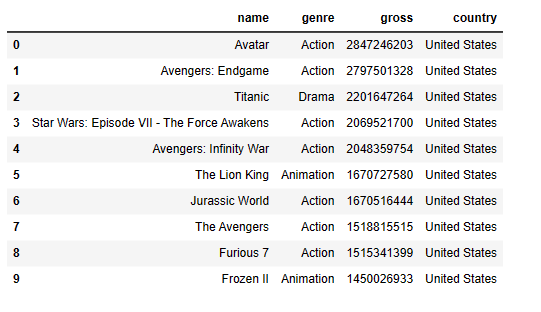 name genre gross country
0 Avatar Action 2847246203 United States
1 Avengers: Endgame Action 2797501328 United States
2 Titanic Drama 2201647264 United States
3 Star Wars: Episode VII - The Force Awakens Action 2069521700 United States
4 Avengers: Infinity War Action 2048359754 United States
5 The Lion King Animation 1670727580 United States
6 Jurassic World Action 1670516444 United States
7 The Avengers Action 1518815515 United States
8 Furious 7 Action 1515341399 United States
9 Frozen II Animation 1450026933 United States